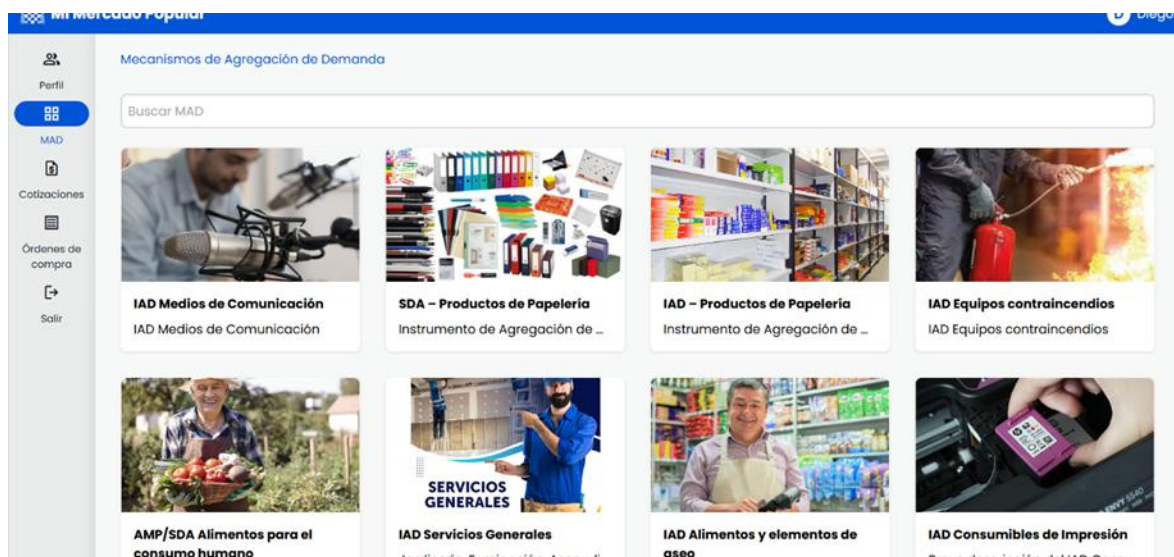 Mi Mercado Popular
D Diego
Perfil
MAD
Cotizaciones
Órdenes de
compra
Salir
Mecanismos de Agregación de Demanda
Buscar MAD
IAD Medios de Comunicación
IAD Medios de Comunicación
SDA – Productos de Papelería
Instrumento de Agregación de ...
IAD – Productos de Papelería
Instrumento de Agregación de ...
IAD Equipos contraincendios
IAD Equipos contraincendios
SERVICIOS
GENERALES
ENVY 5540
AMP/SDA Alimentos para el
consumo humano
IAD Servicios Generales
IAD Alimentos y elementos de
aseo
IAD Consumibles de Impresión